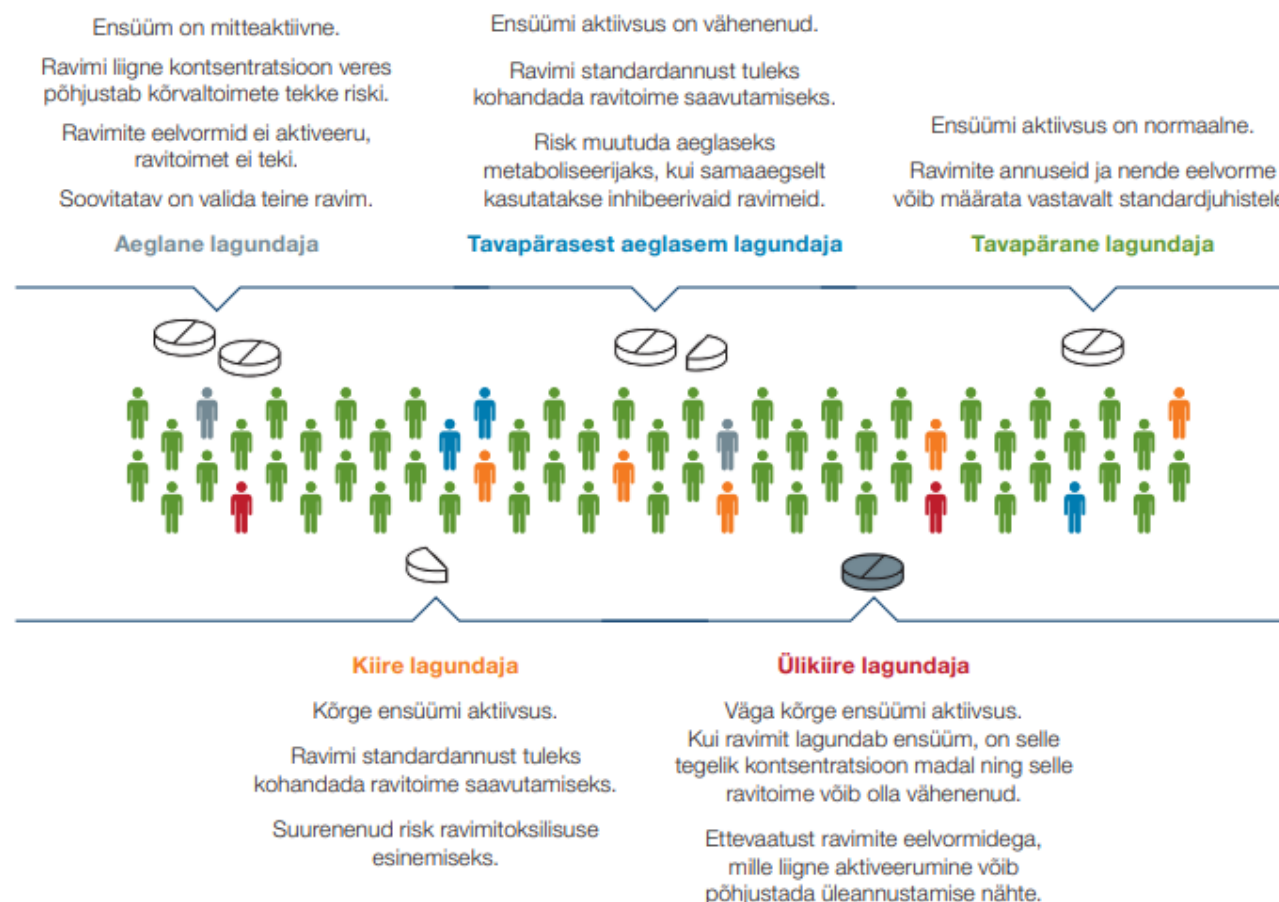 Ensüüm on mitteaktiivne.
Ravimi liigne kontsentratsioon veres
põhjustab kõrvaltoimete tekke riski.
Ravimite eelvormid ei aktiveeru,
ravitoimet ei teki.
Soovitatav on valida teine ravim.
Aeglane lagundaja
Ensüümi aktiivsus on vähenenud.
Ravimi standardannust tuleks
kohandada ravitoime saavutamiseks.
Risk muutuda aeglaseks
metaboliseerijaks, kui samaaegselt
kasutatakse inhibeerivaid ravimeid.
Tavapärasest aeglasem lagundaja
Ensüümi aktiivsus on normaalne.
Ravimite annuseid ja nende eelvorme
võib määrata vastavalt standardjuhistele
Tavapärane lagundaja
Kiire lagundaja
Kõrge ensüümi aktiivsus.
Ravimi standardannust tuleks
kohandada ravitoime saavutamiseks.
Suurenenud risk ravimitoksilisuse
esinemiseks.
Ülikiire lagundaja
Väga kõrge ensüümi aktiivsus.
Kui ravimit lagundab ensüüm, on selle
tegelik kontsentratsioon madal ning selle
ravitoime võib olla vähenenud.
Ettevaatust ravimite eelvormidega,
mille liigne aktiveerumine võib
põhjustada üleannustamise nähte.